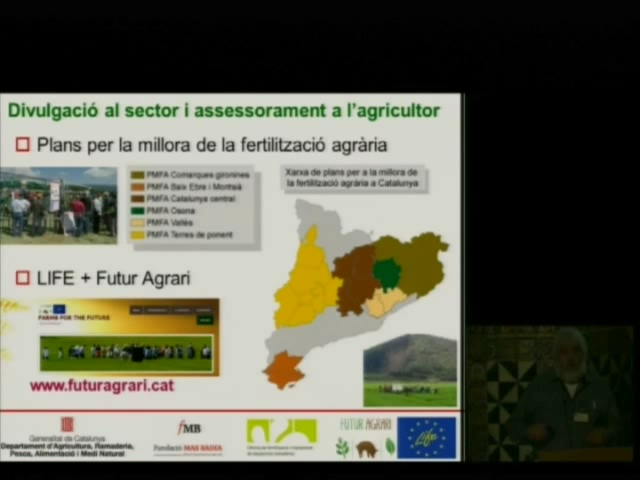 Divulgació al sector i assessorament a l'agricultor
Plans per la millora de la fertilització agrària
PMFA Comarques gironines
PMFA Baix Ebre i Montsià
PMFA Catalunya central
PMFA Osona
PMFA Vallès
PMFA Terres de ponent
Xarxa de plans per a la millora de
la fertilització agrària a Catalunya
LIFE + Futur Agrari
FARMS FOR THE FUTURE
www.futuragrari.cat
Generalitat de Catalunya
Departament d'Agricultura, Ramaderia,
Pesca, Alimentació i Medi Natural
fMB
Fundació MAS BADIA
FUTUR AGRARI
Life